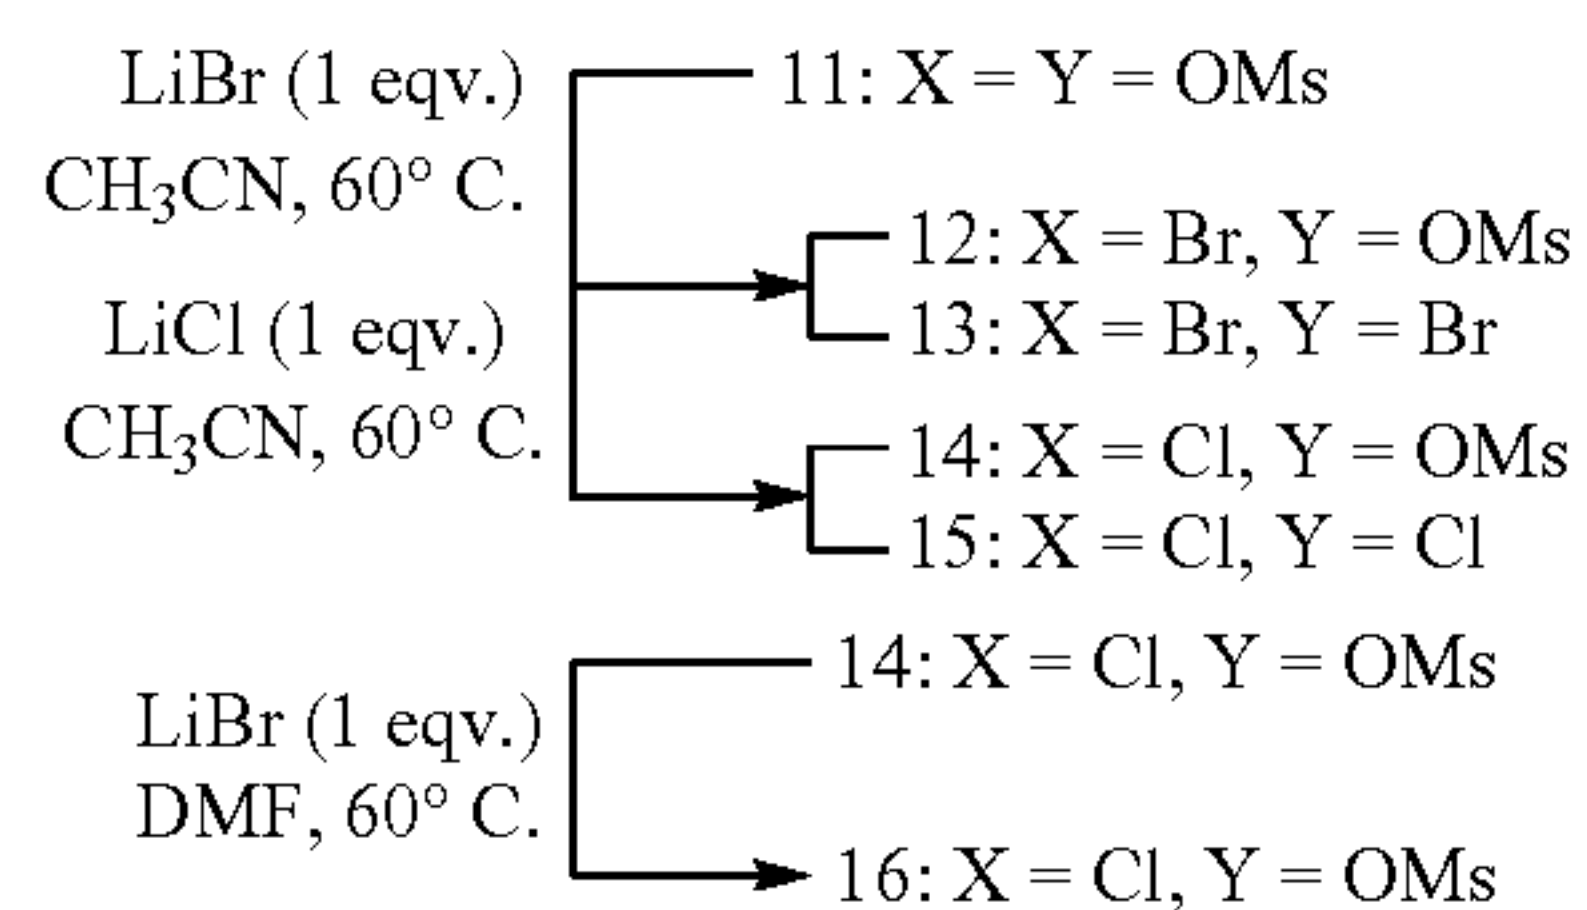 LiBr (1 eqv.)
CH₃CN, 60° C.
11: X = Y = OMs
12: X = Br, Y = OMs
13: X = Br, Y = Br
LiCl (1 eqv.)
CH₃CN, 60° C.
14: X = Cl, Y = OMs
15: X = Cl, Y = Cl
14: X = Cl, Y = OMs
LiBr (1 eqv.)
DMF, 60° C.
16: X = Cl, Y = OMs